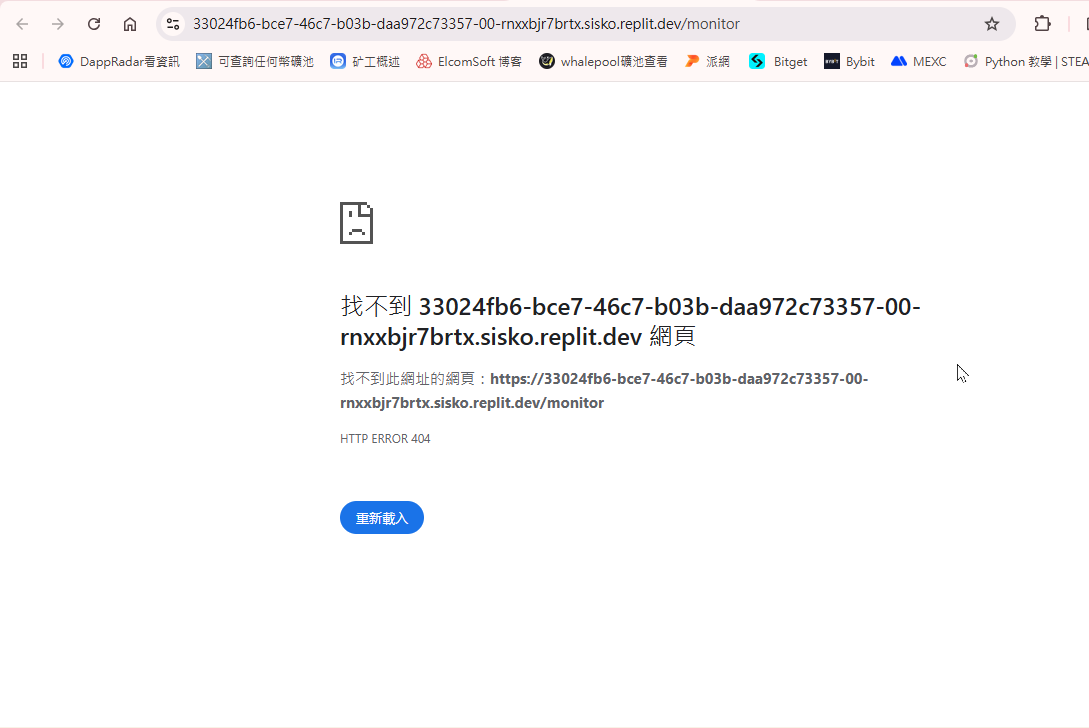 33024fb6-bce7-46c7-b03b-daa972c73357-00-rnxxbjr7brtx.sisko.replit.dev/monitor
DappRadar看資訊 可查詢任何幣礦池 矿工概述 ElcomSoft 博客 whalepool礦池查看 派網 Bitget Bybit MEXC Python 教學 | STEA
找不到 33024fb6-bce7-46c7-b03b-daa972c73357-00-
rnxxbjr7brtx.sisko.replit.dev 網頁
找不到此網址的網頁：https://33024fb6-bce7-46c7-b03b-daa972c73357-00-
rnxxbjr7brtx.sisko.replit.dev/monitor
HTTP ERROR 404
重新載入